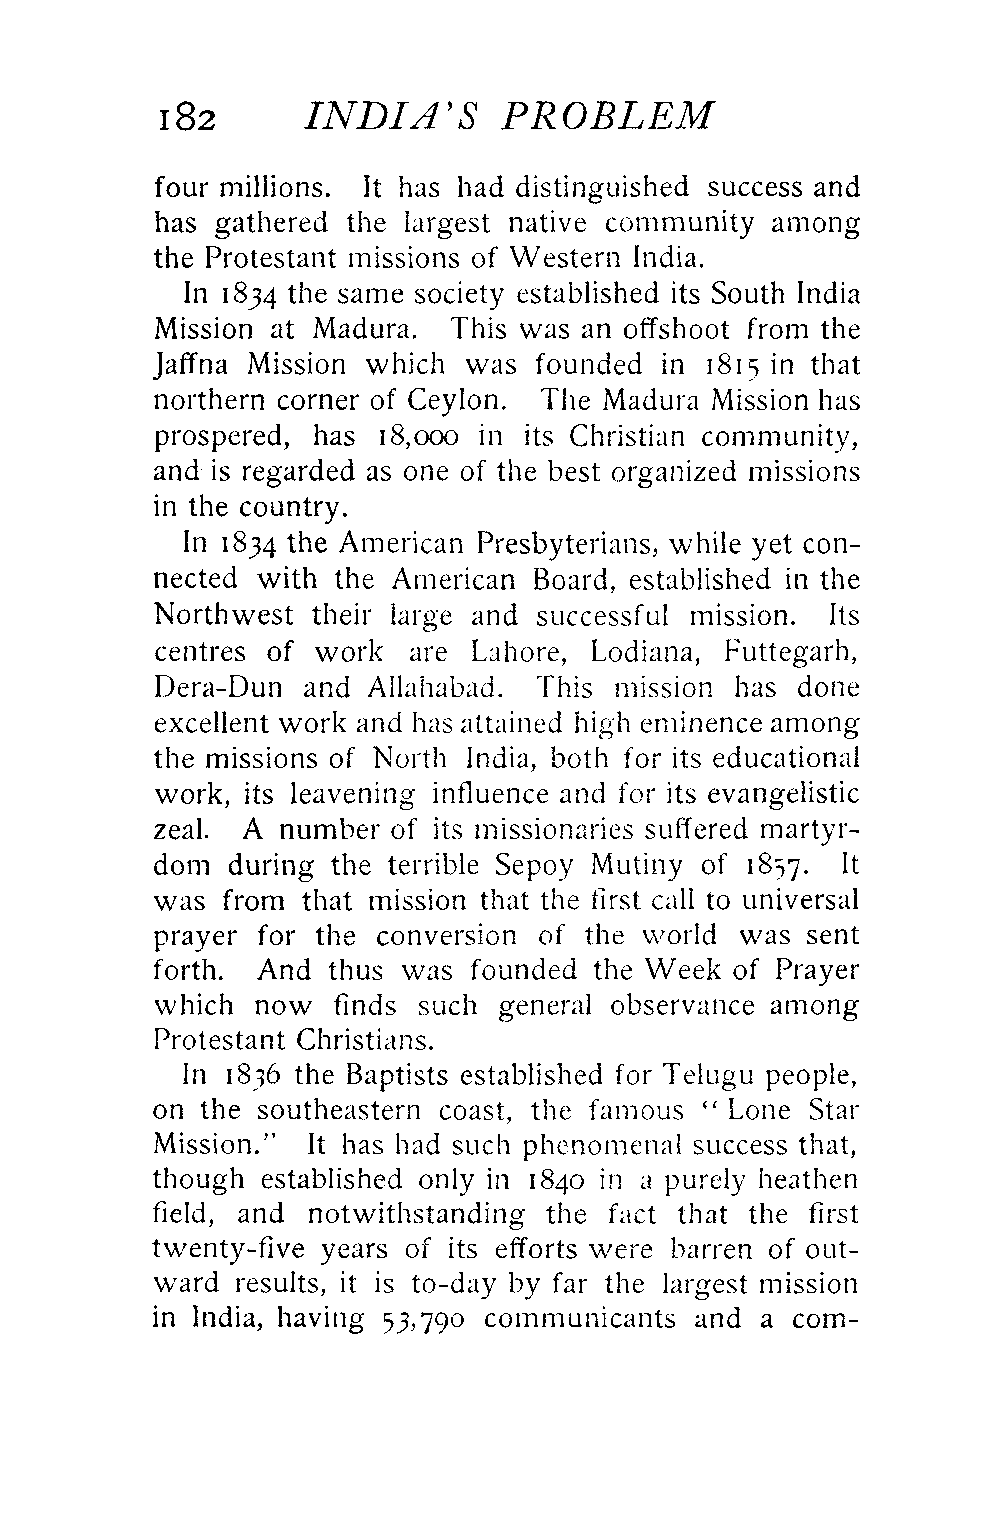 182 INDIA'S PROBLEM
four millions. It has had distinguished success and
has gathered the largest native community among
the Protestant missions of Western India.
In 1834 the same society established its South India
Mission at Madura. This was an offshoot from the
Jaffna Mission which was founded in 1815 in that
northern corner of Ceylon. The Madura Mission has
prospered, has 18,000 in its Christian community,
and is regarded as one of the best organized missions
in the country.
In 1834 the American Presbyterians, while yet con-
nected with the American Board, established in the
Northwest their large and successful mission. Its
centres of work are Lahore, Lodiana, Futtegarh,
Dera-Dun and Allahabad. This mission has done
excellent work and has attained high eminence among
the missions of North India, both for its educational
work, its leavening influence and for its evangelistic
zeal. A number of its missionaries suffered martyr-
dom during the terrible Sepoy Mutiny of 1857. It
was from that mission that the first call to universal
prayer for the conversion of the world was sent
forth. And thus was founded the Week of Prayer
which now finds such general observance among
Protestant Christians.
In 1836 the Baptists established for Telugu people,
on the southeastern coast, the famous "Lone Star
Mission." It has had such phenomenal success that,
though established only in 1840 in a purely heathen
field, and notwithstanding the fact that the first
twenty-five years of its efforts were barren of out-
ward results, it is to-day by far the largest mission
in India, having 53,790 communicants and a com-